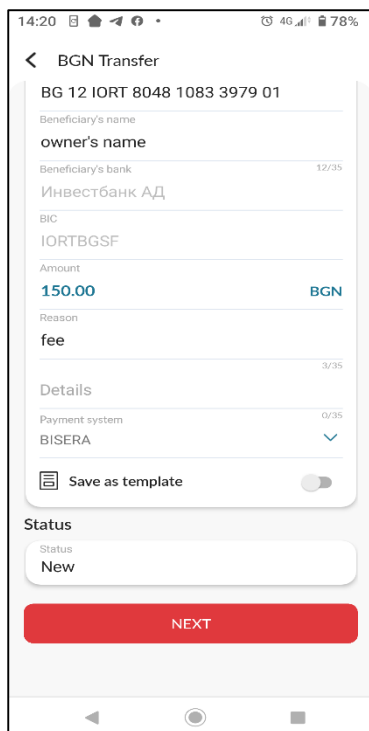 14:20 4G 78%
BGN Transfer
BG 12 IORT 8048 1083 3979 01
Beneficiary's name
owner's name
Beneficiary's bank 12/35
Инвестбанк АД
BIC
IORTBGSF
Amount
150.00 BGN
Reason
fee
3/35
Details
Payment system 0/35
BISERA
Save as template
Status
Status
New
NEXT